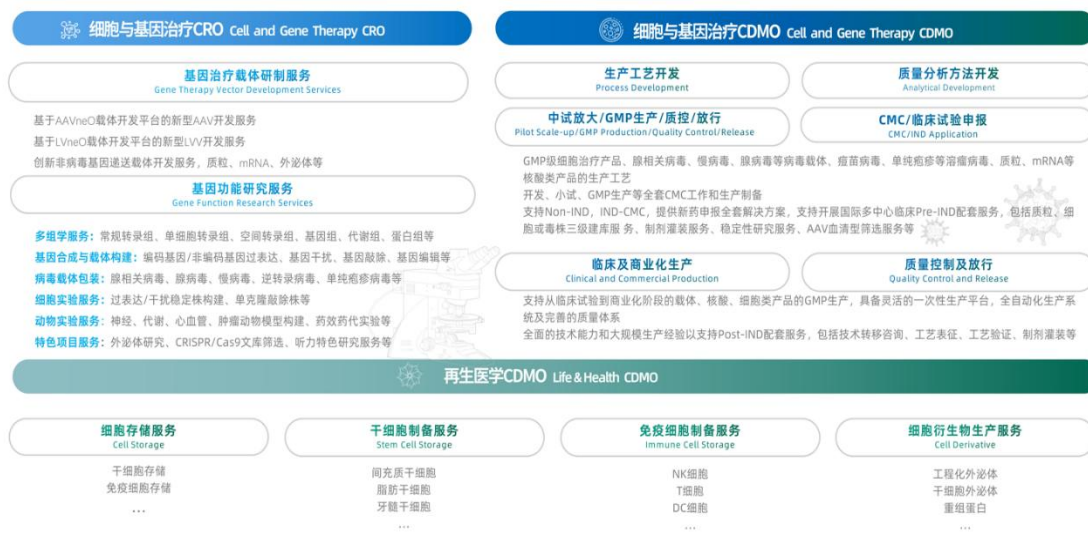 细胞与基因治疗CRO Cell and Gene Therapy CRO
基因治疗载体研制服务
Gene Therapy Vector Development Services
基于AAVneO载体开发平台的新型AAV开发服务
基于LVneO载体开发平台的新型LVV开发服务
创新非病毒基因递送载体开发服务，质粒、mRNA、外泌体等
基因功能研究服务
Gene Function Research Services
多组学服务：常规转录组、单细胞转录组、空间转录组、基因组、代谢组、蛋白组等
基因合成与载体构建：编码基因/非编码基因过表达、基因干扰、基因敲除、基因编辑等
病毒载体包装：腺相关病毒、腺病毒、慢病毒、逆转录病毒、单纯疱疹病毒等
细胞实验服务：过表达/干扰稳定株构建、单克隆敲除株等
动物实验服务：神经、代谢、心血管、肿瘤动物模型构建、药效药代实验等
特色项目服务：外泌体研究、CRISPR/Cas9文库筛选、听力特色研究服务等
细胞与基因治疗CDMO Cell and Gene Therapy CDMO
生产工艺开发
Process Development
质量分析方法开发
Analytical Development
中试放大/GMP生产/质控/放行
Pilot Scale-up/GMP Production/Quality Control/Release
CMC/临床试验申报
CMC/IND Application
GMP级细胞治疗产品、腺相关病毒、慢病毒、腺病毒等病毒载体、痘苗病毒、单纯疱疹等溶瘤病毒、质粒、mRNA等
核酸类产品的生产工艺
开发、小试、GMP生产等全套CMC工作和生产制备
支持Non-IND，IND-CMC，提供新药申报全套解决方案，支持开展国际多中心临床Pre-IND配套服务，包括质粒、细
胞或毒株三级建库服 务、制剂灌装服务、稳定性研究服务、AAV血清型筛选服务等
临床及商业化生产
Clinical and Commercial Production
质量控制及放行
Quality Control and Release
支持从临床试验到商业化阶段的载体、核酸、细胞类产品的GMP生产，具备灵活的一次性生产平台，全自动化生产系
统及完善的质量体系
全面的技术能力和大规模生产经验以支持Post-IND配套服务，包括技术转移咨询、工艺表征、工艺验证、制剂灌装等
再生医学CDMO Life & Health CDMO
细胞存储服务
Cell Storage
干细胞存储
免疫细胞存储
...
干细胞制备服务
Stem Cell Storage
间充质干细胞
脂肪干细胞
牙髓干细胞
...
免疫细胞制备服务
Immune Cell Storage
NK细胞
T细胞
DC细胞
...
细胞衍生物生产服务
Cell Derivative
工程化外泌体
干细胞外泌体
重组蛋白
...